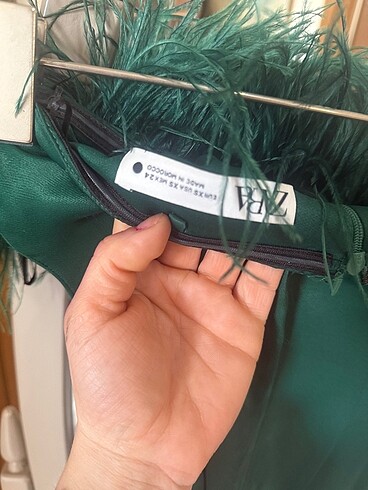 ZARA
EUR XS USA XS MEX 24
MADE IN MOROCCO